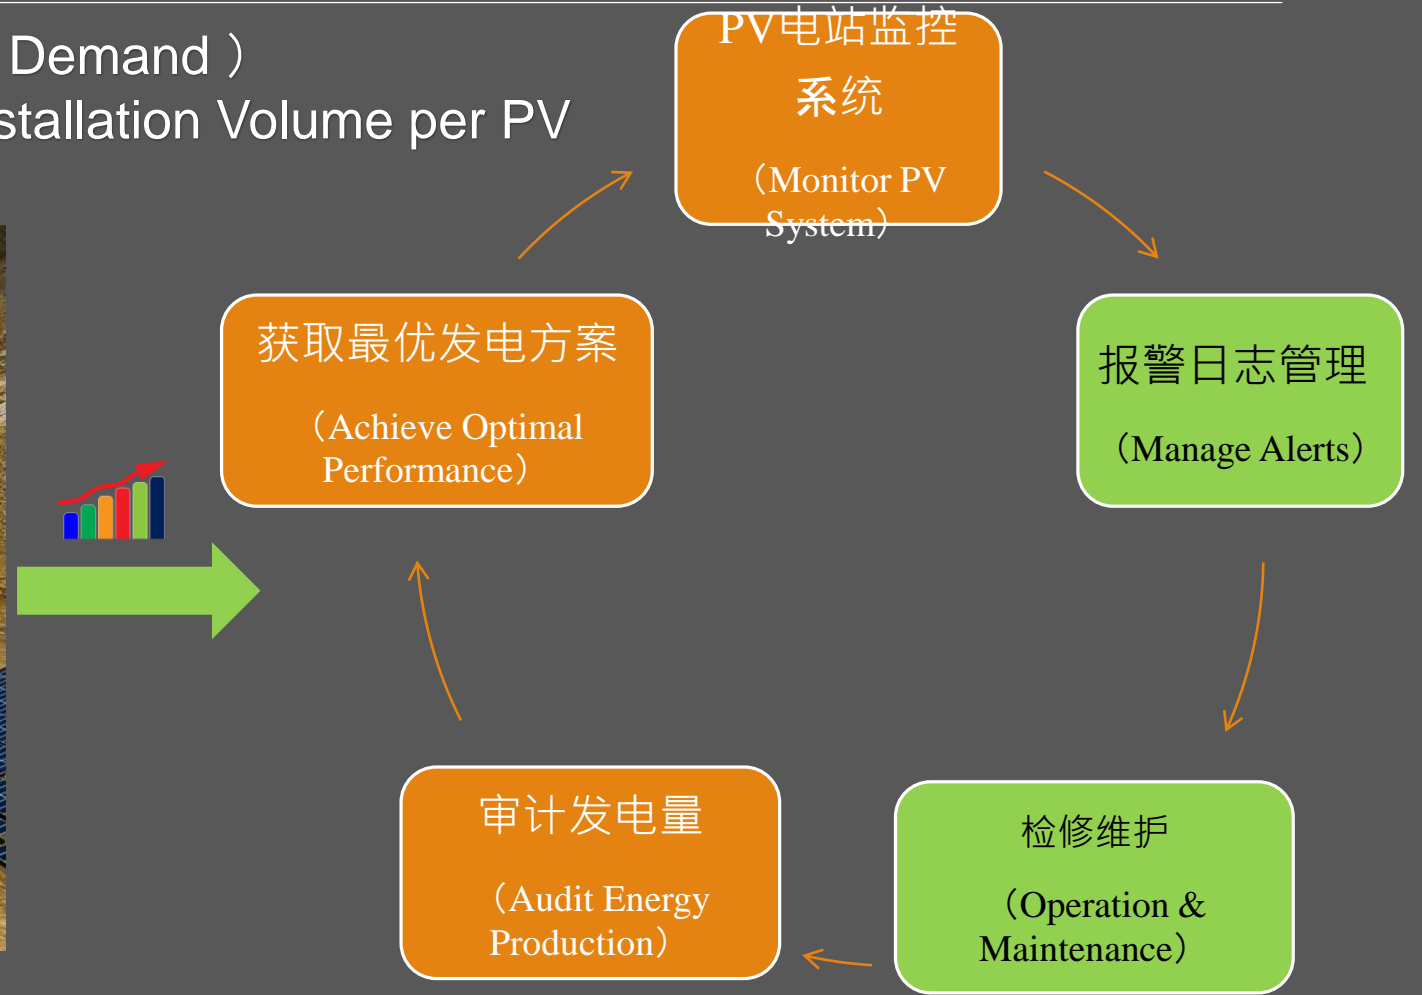 Demand ）
stallation Volume per PV
PV电站监控
系统
（Monitor PV
System）
获取最优发电方案
（Achieve Optimal
Performance）
报警日志管理
（Manage Alerts）
审计发电量
（Audit Energy
Production）
检修维护
（Operation &
Maintenance）